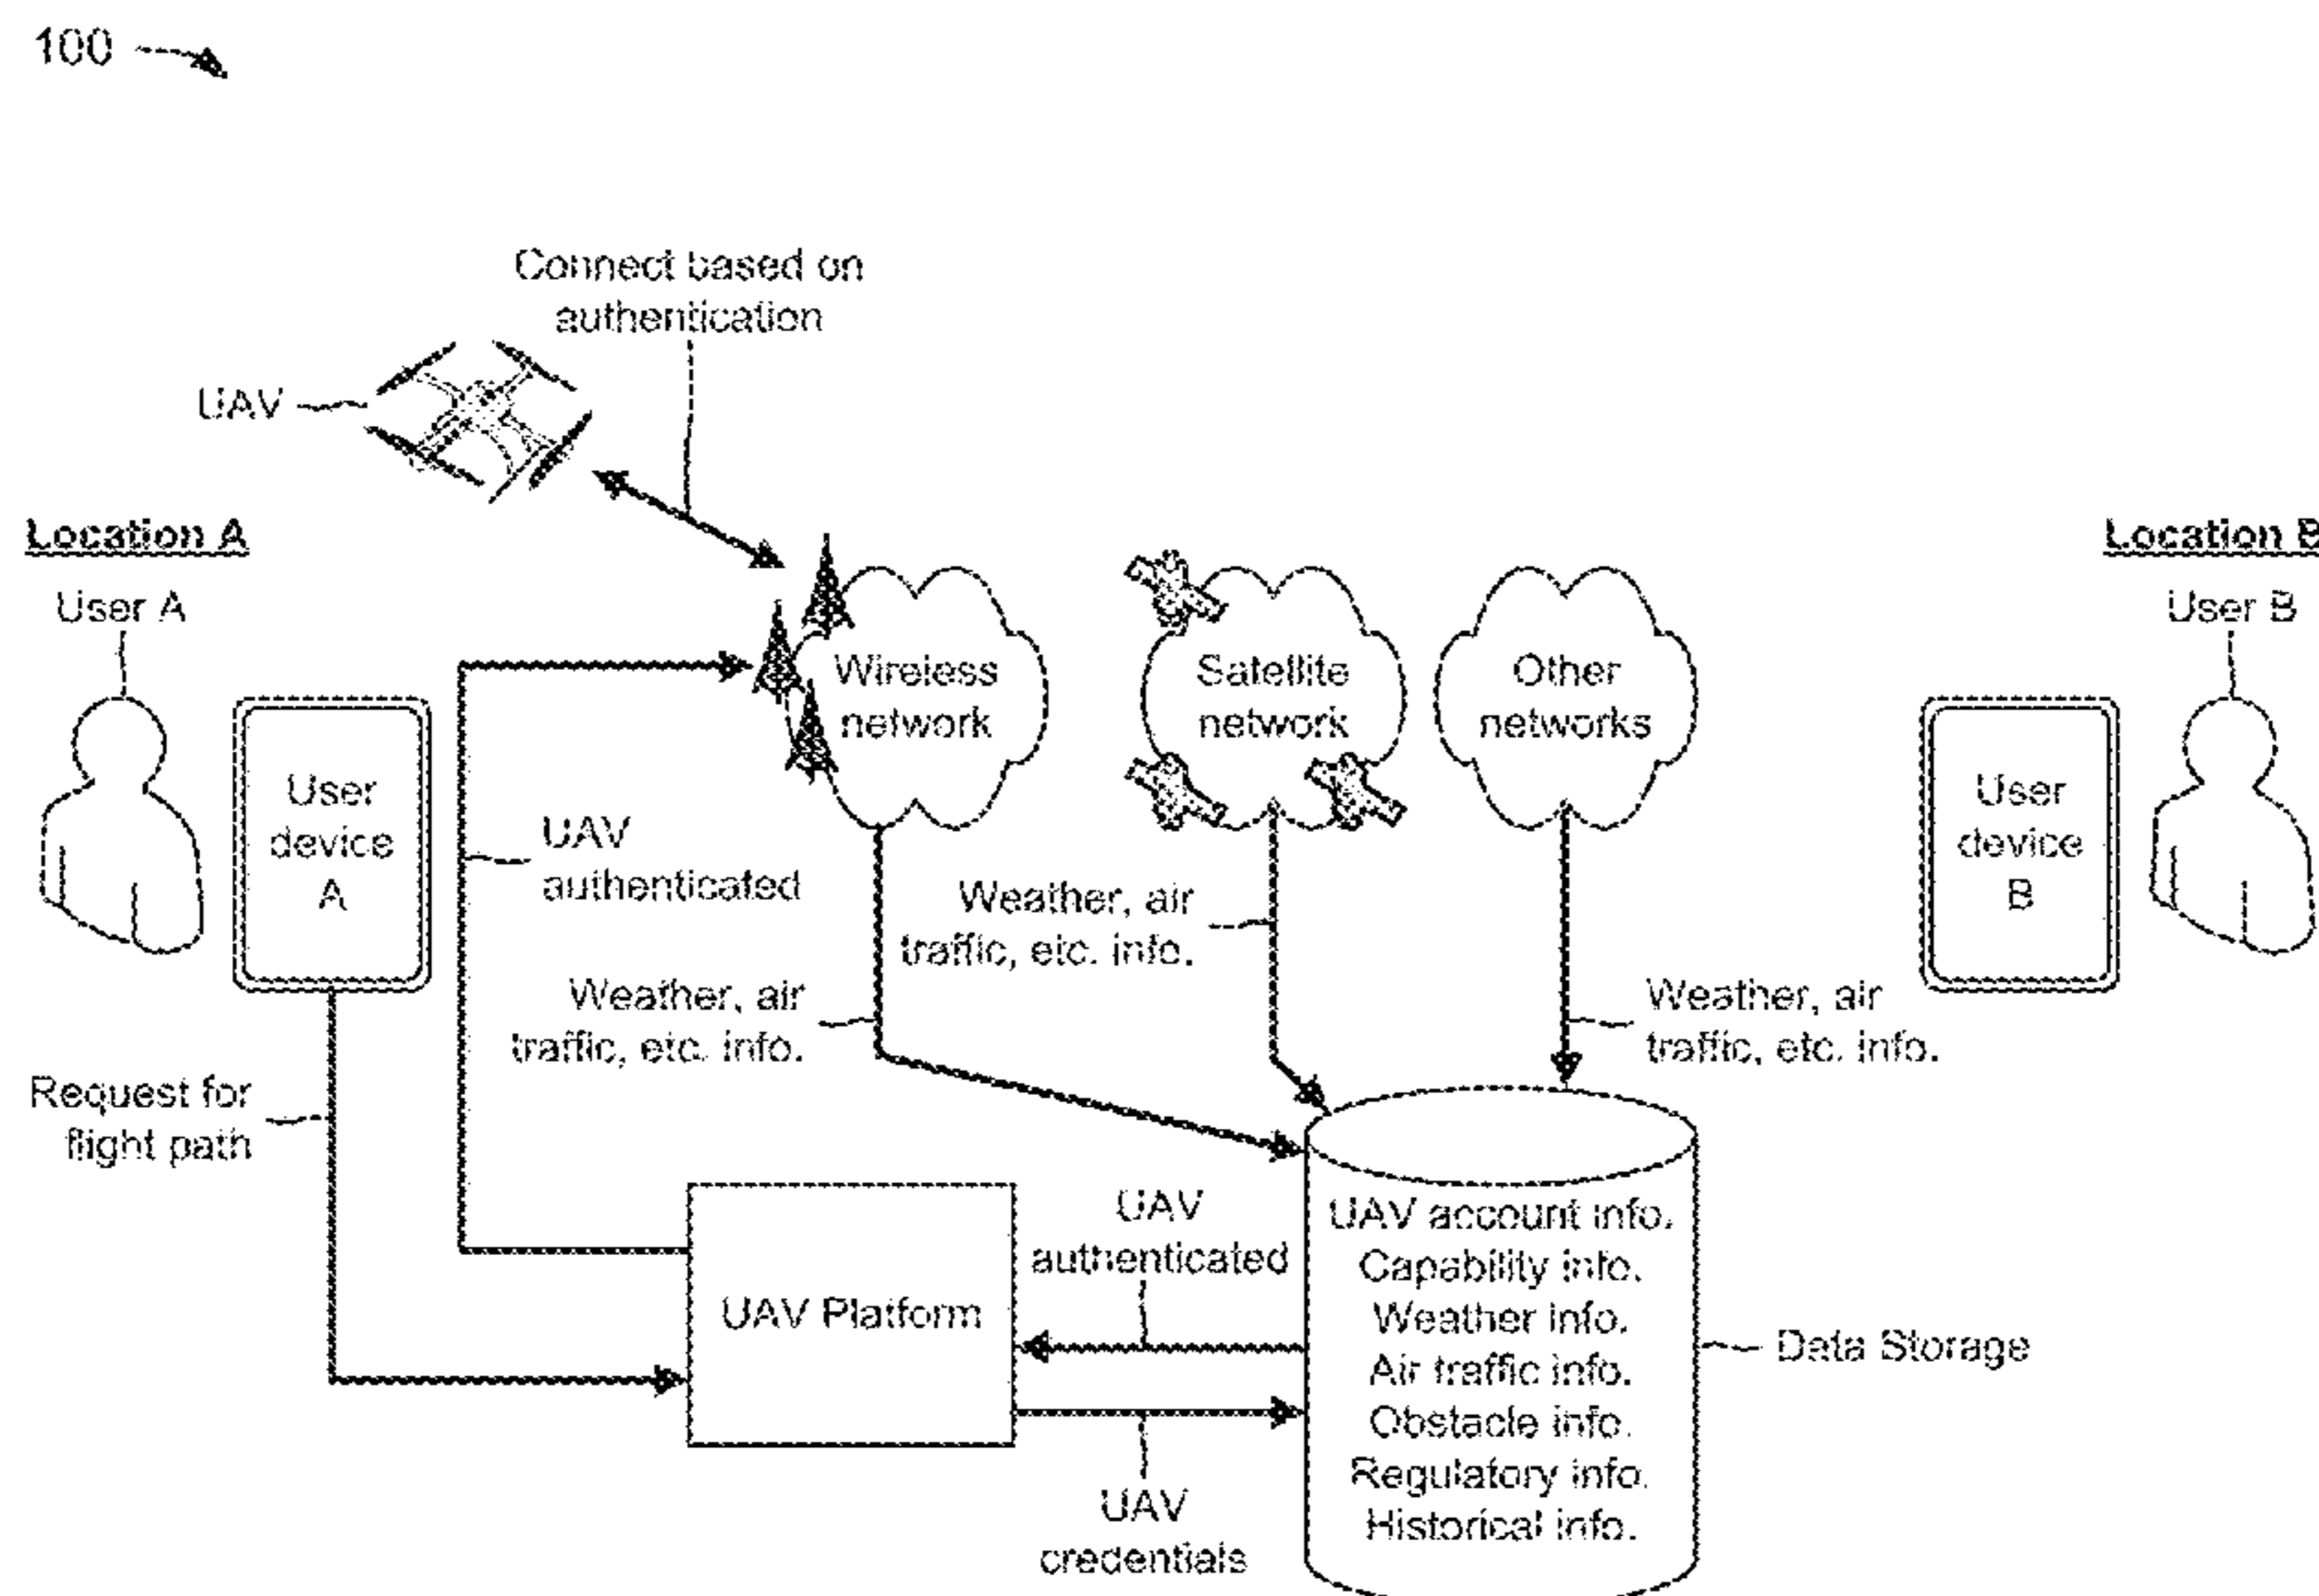 100
Connect based on
authentication
UAV
Location A
Location B
User A
User B
Wireless
network
Satellite
network
Other
networks
User
device
A
User
device
B
UAV
authenticated
Weather, air
traffic, etc. info.
Weather, air
traffic, etc. info.
Weather, air
traffic, etc. info.
Request for
flight path
UAV Platform
UAV
authenticated
UAV
credentials
UAV account info.
Capability info.
Weather info.
Air traffic info.
Obstacle info.
Regulatory info.
Historical info.
Data Storage